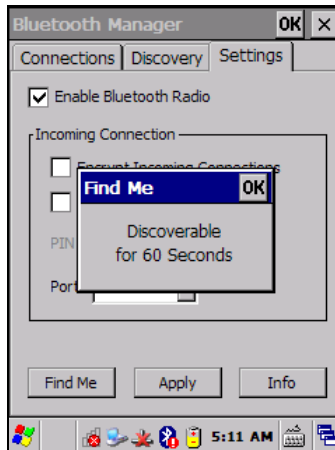 Bluetooth Manager OK ×
Connections Discovery Settings
Enable Bluetooth Radio
Incoming Connection
Encrypt Incoming Connections
Find Me OK
Discoverable
for 60 Seconds
PIN
Port
Find Me Apply Info
5:11 AM